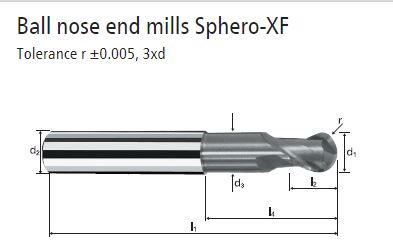 Ball nose end mills Sphero-XF
Tolerance r ±0.005, 3xd
r
d₂
d₁
d₃
l₂
l₄
l₁